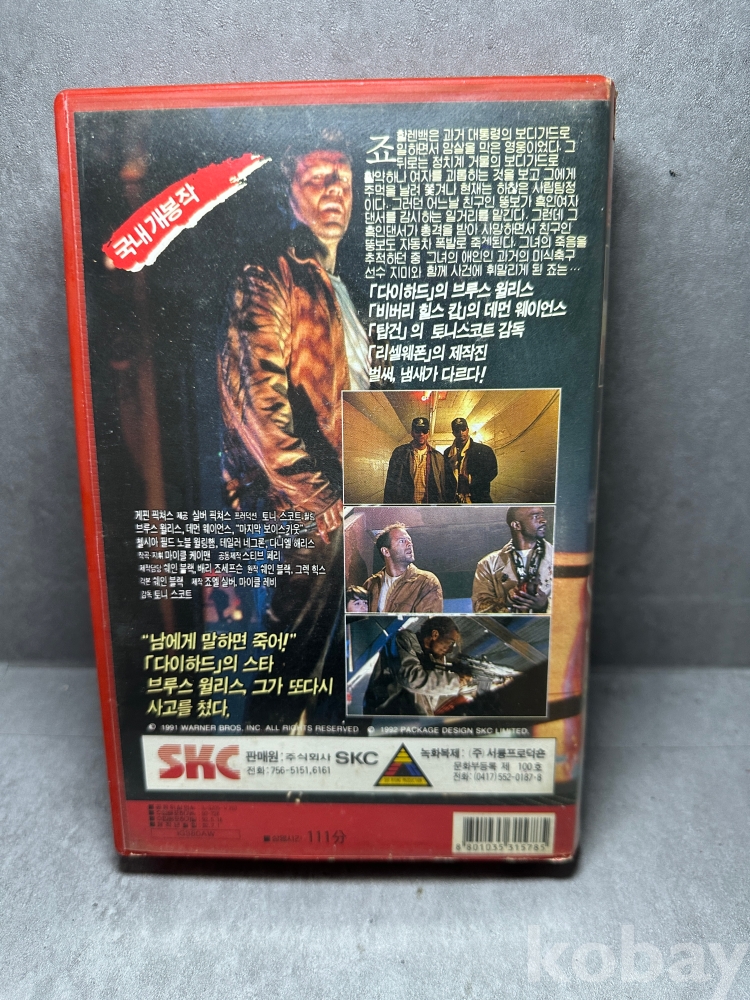 국내개봉작
죠 할렌백은 과거 대통령의 보디가드로
일하면서 암살을 막은 영웅이었다. 그
뒤로는 정치계 거물의 보디가드로
활약하나 여자를 괴롭히는 것을 보고 그에게
주먹을 날려 쫓겨나 현재는 하찮은 사립탐정
이다. 그러던 어느날 친구인 뚱보가 흑인여자
댄서를 감시하는 일거리를 맡긴다. 그런데 그
흑인댄서가 총격을 받아 사망하면서 친구인
뚱보도 자동차 폭발로 죽게된다. 그녀의 죽음을
추적하던 중 그녀의 애인인 과거의 미식축구
선수 지미와 함께 사건에 휘말리게 된 죠는…
「다이하드」의 브루스 윌리스
「비버리 힐스 캅」의 데먼 웨이언스
「탑건」의 토니스코트 감독
「리셀웨폰」의 제작진
벌써, 냄새가 다르다!
게핀 픽쳐스 제공 실버 픽쳐스 프러덕션 토니 스코트 필림
브루스 윌리스, 데먼 웨이언스, "마지막 보이스카웃"
첼시아 필드 노블 윌링햄, 테일러 네그론, 다니엘 해리스
작곡·지휘 마이클 케이맨 공동제작 스티브 페리
제작담당 쉐인 블랙, 배리 조세프슨 원작 쉐인 블랙, 그렉 힉스
각본 쉐인 블랙 제작 조엘 실버, 마이클 레비
감독 토니 스코트
"남에게 말하면 죽어!"
「다이하드」의 스타
브루스 윌리스, 그가 또다시
사고를 쳤다.
© 1991 WARNER BROS. INC. ALL RIGHTS RESERVED © 1992 PACKAGE DESIGN SKC LIMITED.
SKC 판매원: 주식회사 SKC
전화: 756-5151, 6161
녹화복제: (주) 서룡프로덕숀
문화부등록 제 100호
전화: (0417) 552-0187~8
111分
8 801035 315785
kobay